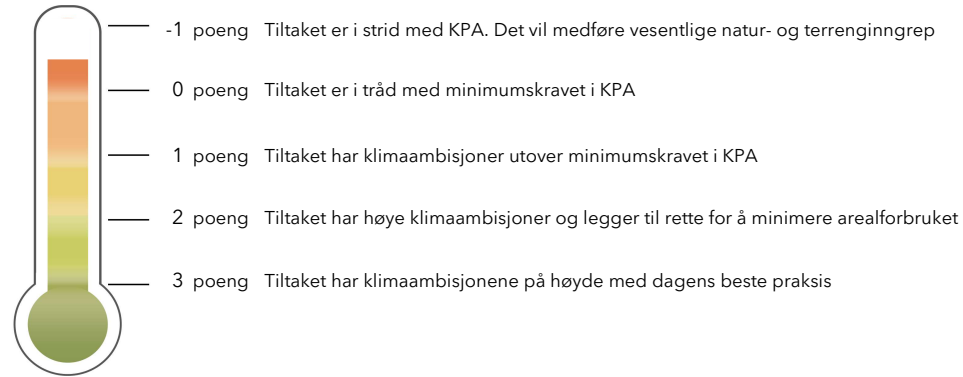 -1 poeng Tiltaket er i strid med KPA. Det vil medføre vesentlige natur- og terrenginngrep
0 poeng Tiltaket er i tråd med minimumskravet i KPA
1 poeng Tiltaket har klimaambisjoner utover minimumskravet i KPA
2 poeng Tiltaket har høye klimaambisjoner og legger til rette for å minimere arealforbruket
3 poeng Tiltaket har klimaambisjonene på høyde med dagens beste praksis